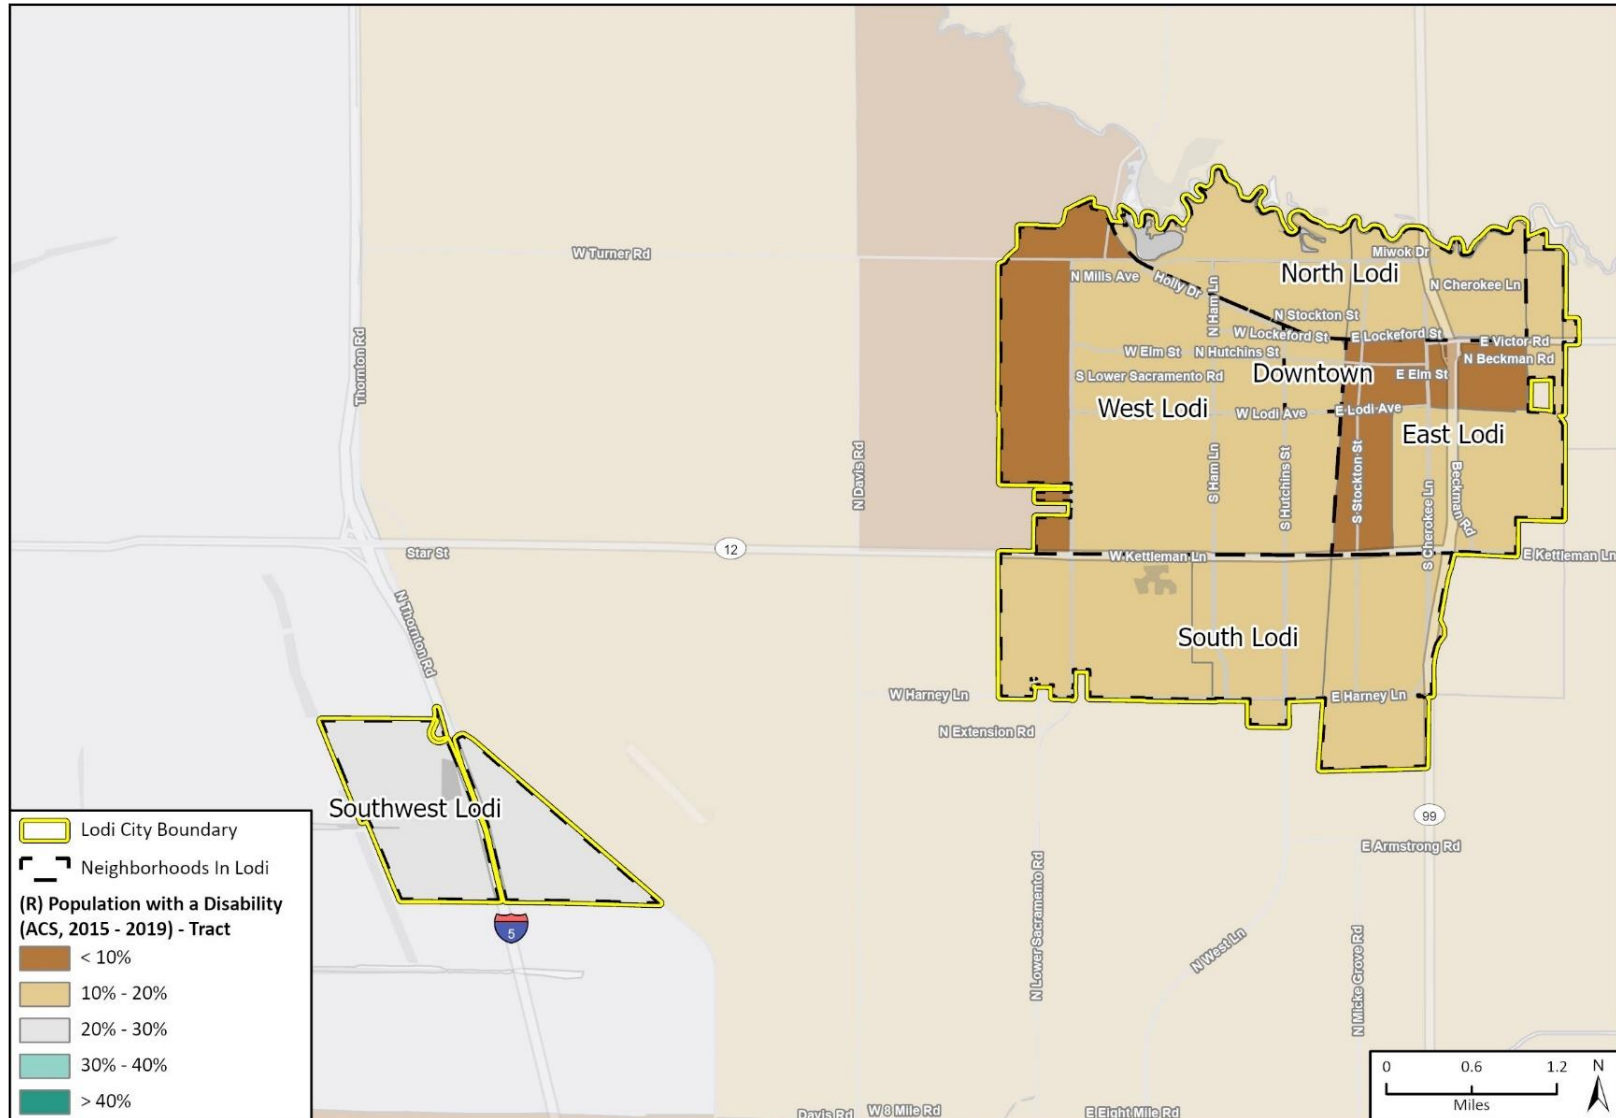 W Turner Rd
Thornton Rd
N Davis Rd
Star St
12
N Thornton Rd
Miwok Dr
North Lodi
N Mills Ave
Holly Dr
N Ham Ln
N Cherokee Ln
N Stockton St
W Lockeford St
E Lockeford St
E Victor Rd
W Elm St
N Hutchins St
N Beckman Rd
S Lower Sacramento Rd
Downtown
E Elm St
West Lodi
W Lodi Ave
E Lodi Ave
East Lodi
S Ham Ln
S Hutchins St
S Stockton St
S Cherokee Ln
Beckman Rd
W Kettleman Ln
E Kettleman Ln
South Lodi
W Harney Ln
E Harney Ln
N Extension Rd
Southwest Lodi
99
E Armstrong Rd
N Lower Sacramento Rd
N West Ln
N Micke Grove Rd
5
Davis Rd
W 8 Mile Rd
E Eight Mile Rd
Lodi City Boundary
Neighborhoods In Lodi
(R) Population with a Disability
(ACS, 2015 - 2019) - Tract
< 10%
10% - 20%
20% - 30%
30% - 40%
> 40%
0 0.6 1.2
Miles
N